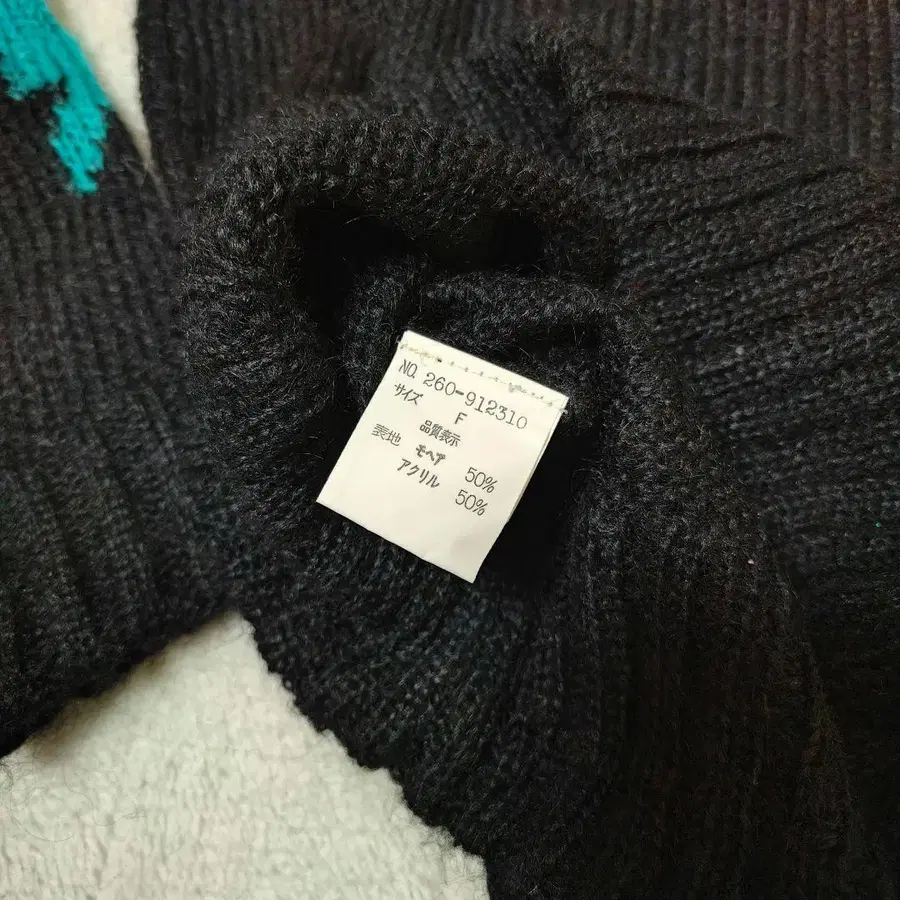 NO. 260-912310
サイズ F
品質表示
表地 モヘア 50%
アクリル 50%